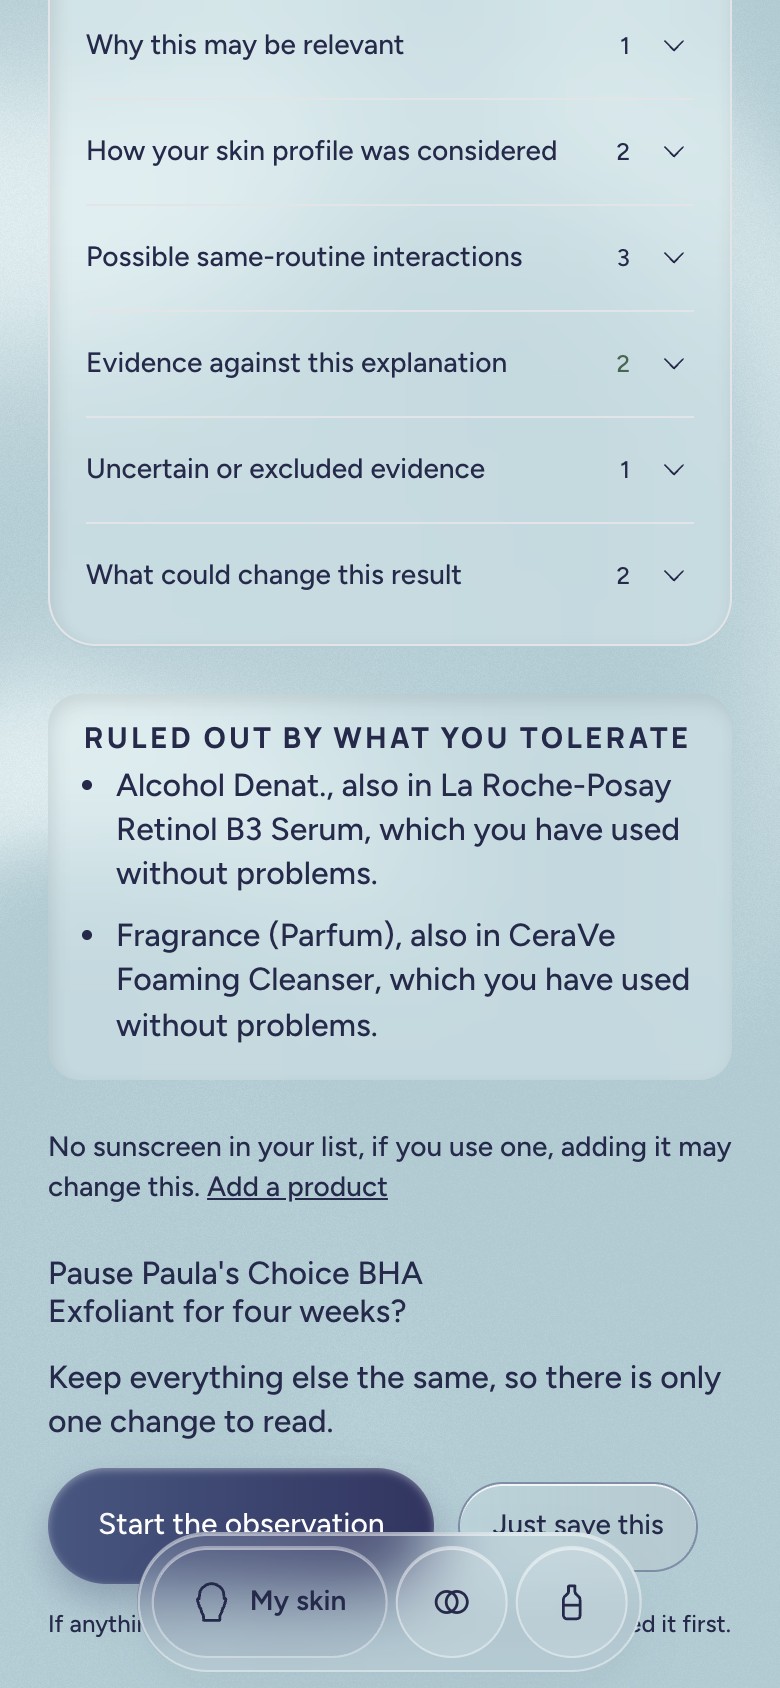 Why this may be relevant 1
How your skin profile was considered 2
Possible same-routine interactions 3
Evidence against this explanation 2
Uncertain or excluded evidence 1
What could change this result 2
RULED OUT BY WHAT YOU TOLERATE
• Alcohol Denat., also in La Roche-Posay
Retinol B3 Serum, which you have used
without problems.
• Fragrance (Parfum), also in CeraVe
Foaming Cleanser, which you have used
without problems.
No sunscreen in your list, if you use one, adding it may
change this. Add a product
Pause Paula's Choice BHA
Exfoliant for four weeks?
Keep everything else the same, so there is only
one change to read.
Start the observation Just save this
My skin
If it first.